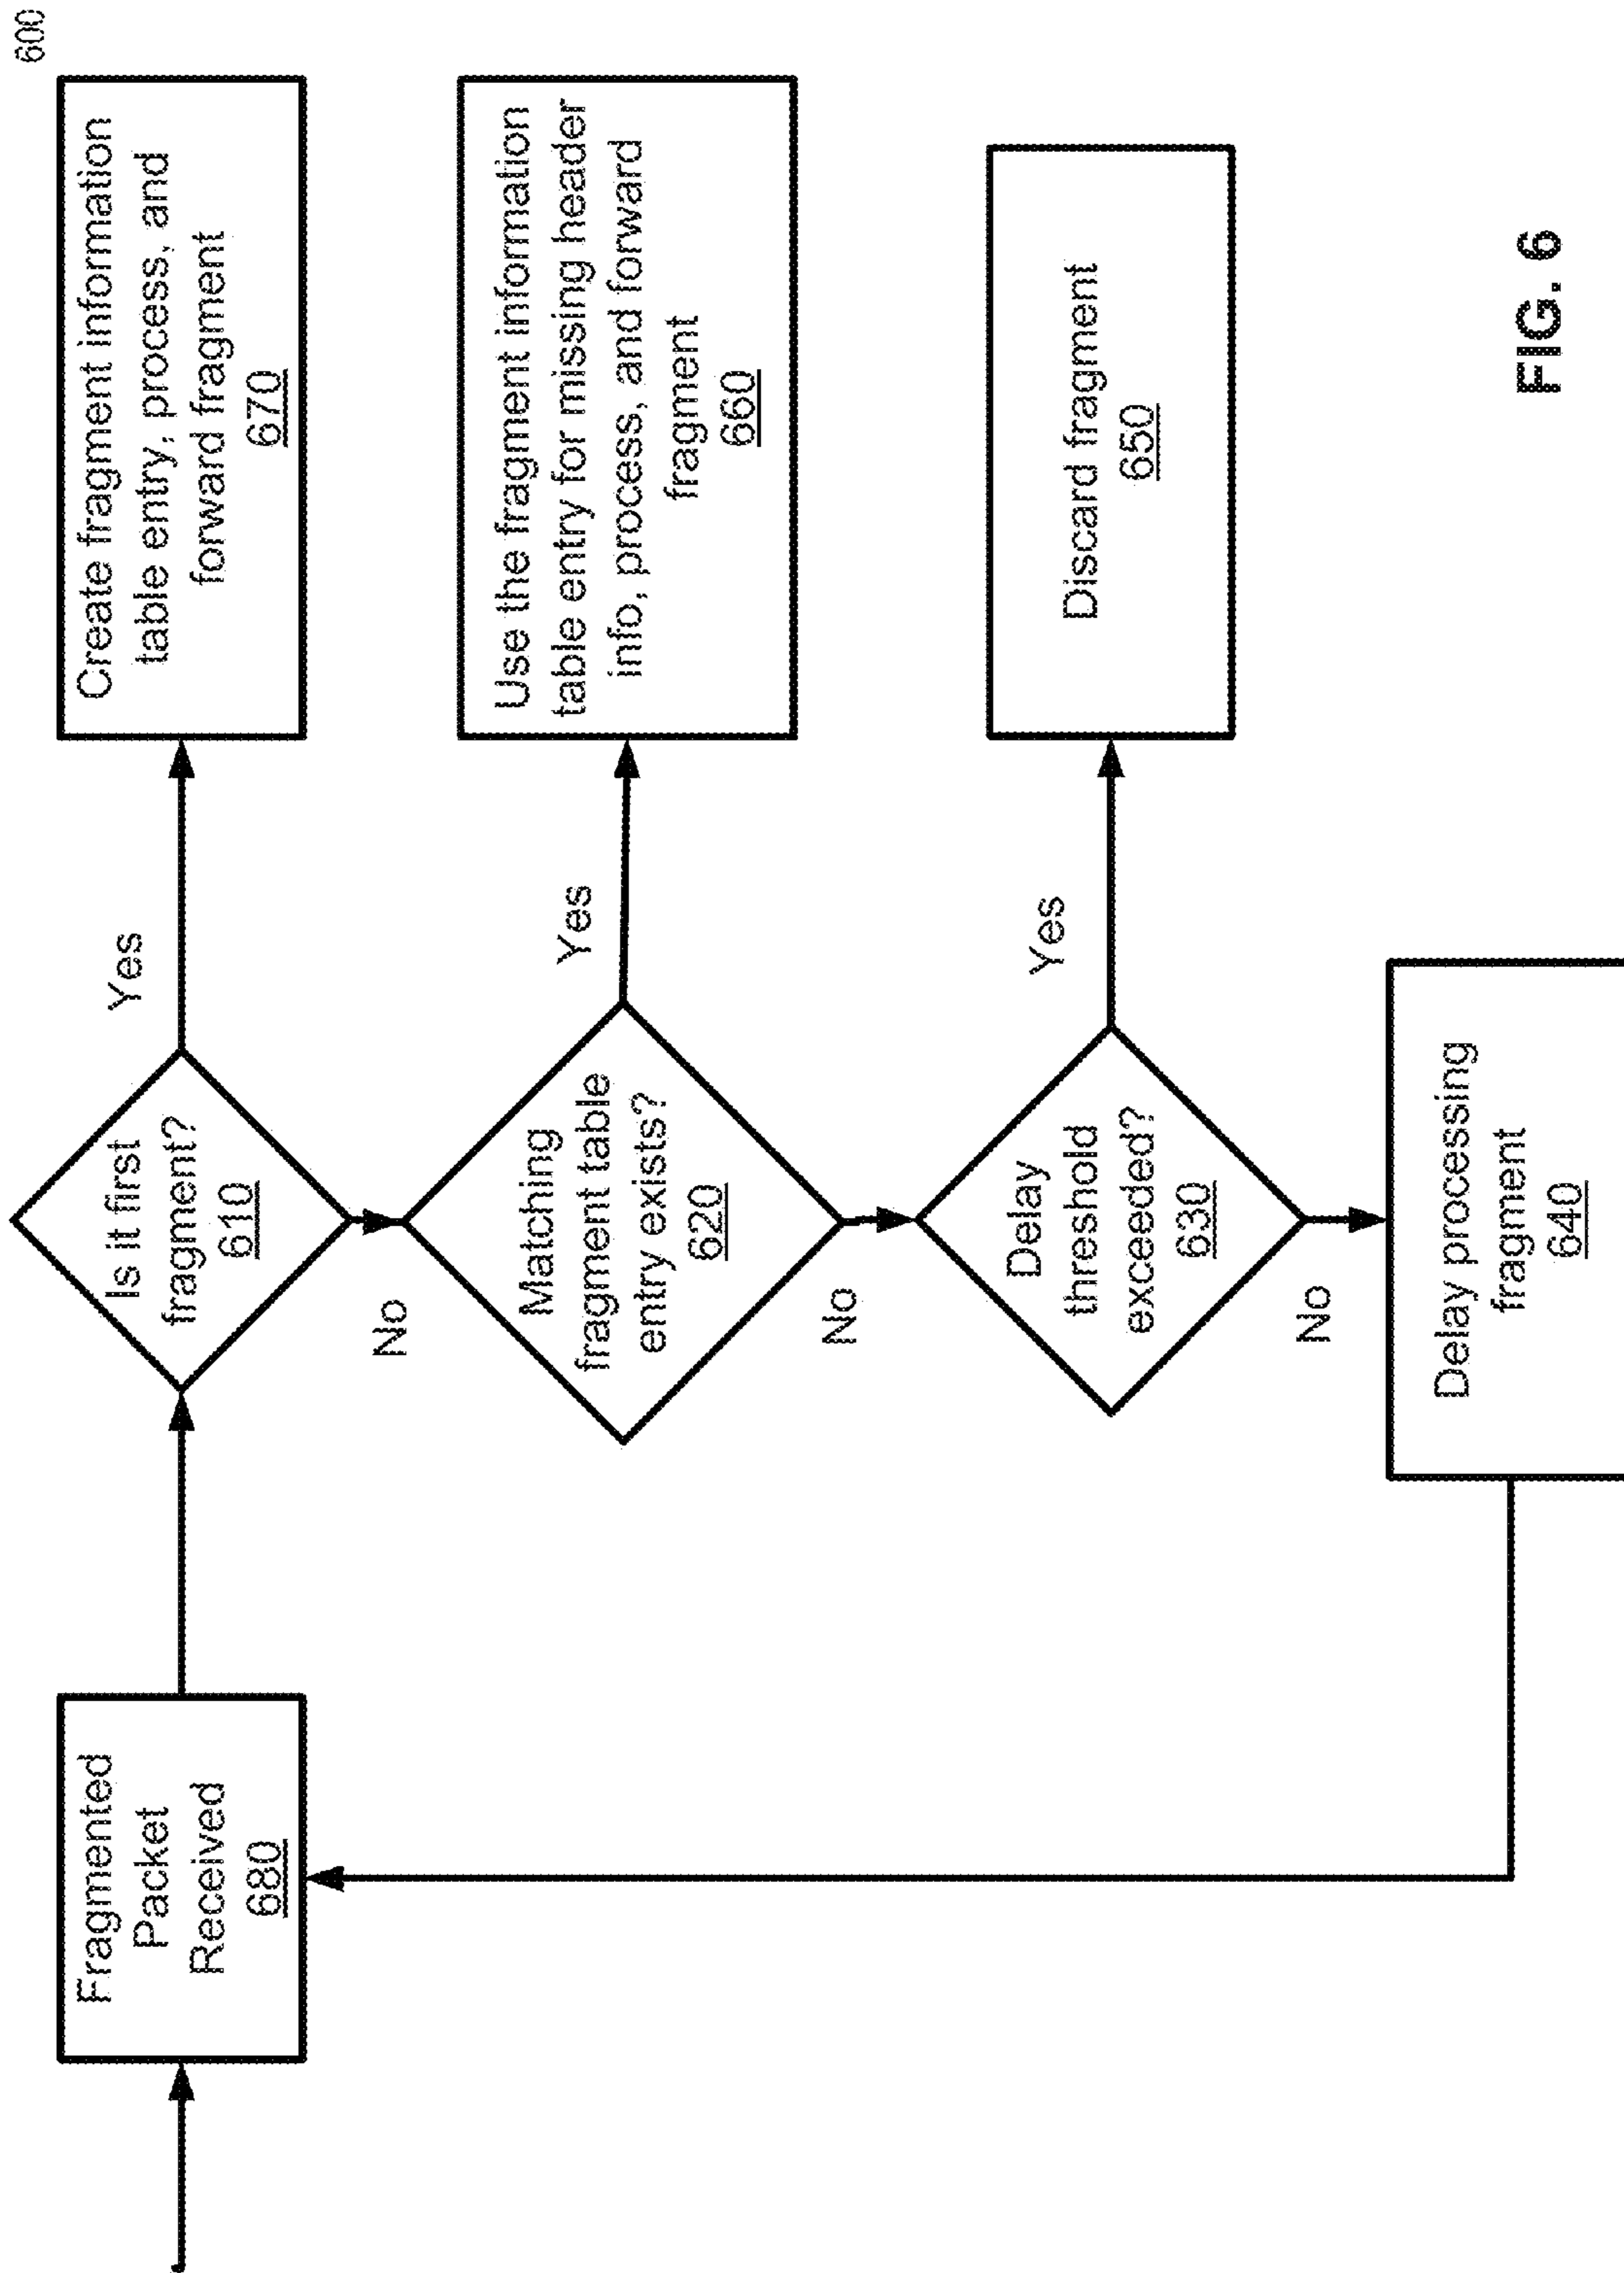 600
Fragmented
Packet
Received
680
Is it first
fragment?
610
Yes
Create fragment information
table entry, process, and
forward fragment
670
No
Matching
fragment table
entry exists?
620
Yes
Use the fragment information
table entry for missing header
info, process, and forward
fragment
660
No
Delay
threshold
exceeded?
630
Yes
Discard fragment
650
No
Delay processing
fragment
640
FIG. 6